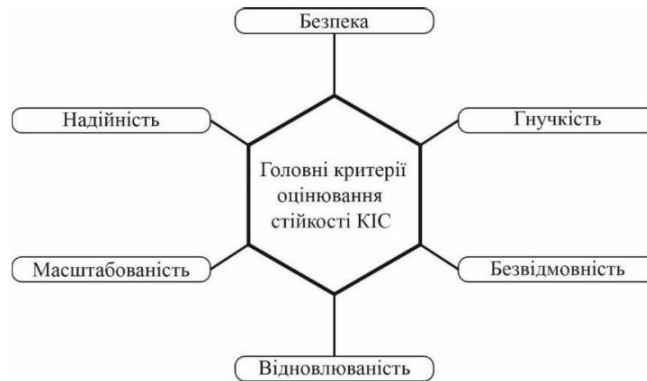 Безпека
Надійність
Гнучкість
Головні критерії
оцінювання
стійкості КІС
Масштабованість
Безвідмовність
Відновлюваність